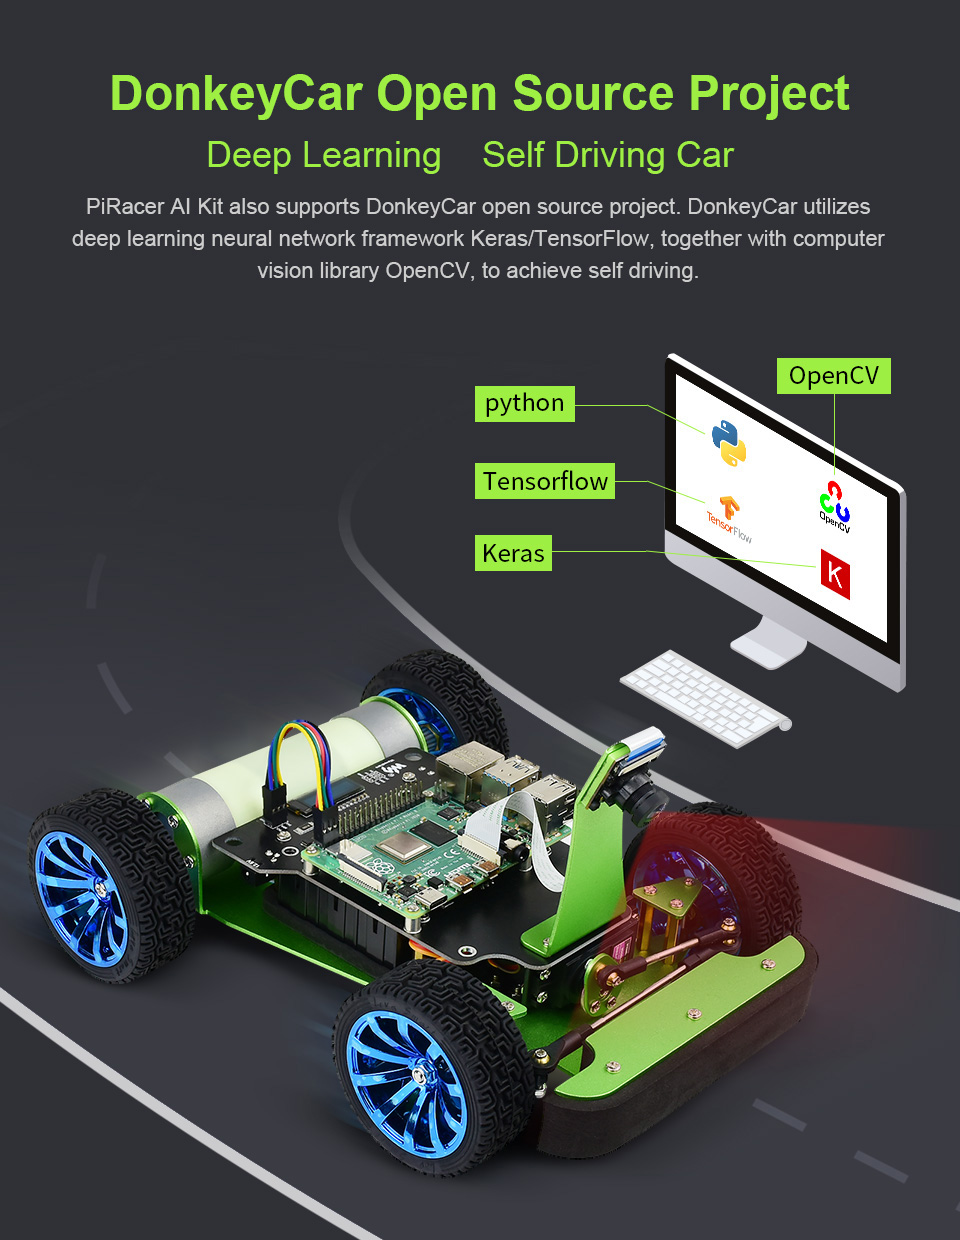 DonkeyCar Open Source Project
Deep Learning Self Driving Car
PiRacer AI Kit also supports DonkeyCar open source project. DonkeyCar utilizes
deep learning neural network framework Keras/TensorFlow, together with computer
vision library OpenCV, to achieve self driving.
OpenCV
python
Tensorflow
TensorFlow
OpenCV
Keras
K